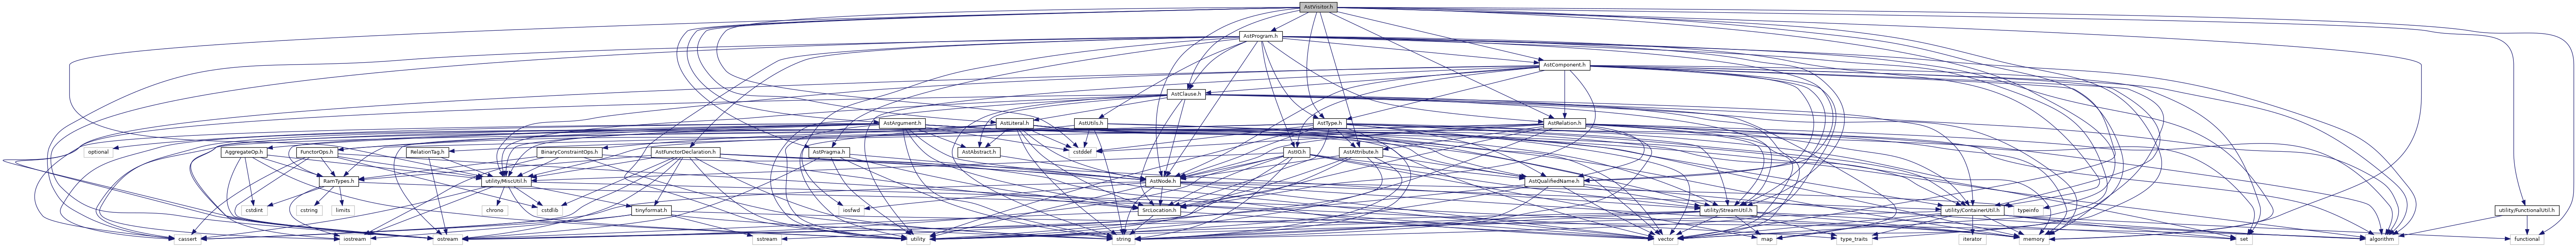 AstVisitor.h
AstProgram.h
AstComponent.h
AstClause.h
AstArgument.h AstLiteral.h AstUtils.h AstType.h AstRelation.h
optional AggregateOp.h FunctorOps.h RelationTag.h BinaryConstraintOps.h AstFunctorDeclaration.h AstPragma.h AstAbstract.h cstddef AstIO.h AstAttribute.h
RamTypes.h utility/MiscUtil.h AstNode.h AstQualifiedName.h
cstdint cstring limits chrono cstdlib tinyformat.h iosfwd SrcLocation.h utility/StreamUtil.h utility/ContainerUtil.h typeinfo utility/FunctionalUtil.h
cassert iostream ostream sstream utility string vector map type_traits iterator memory set algorithm functional